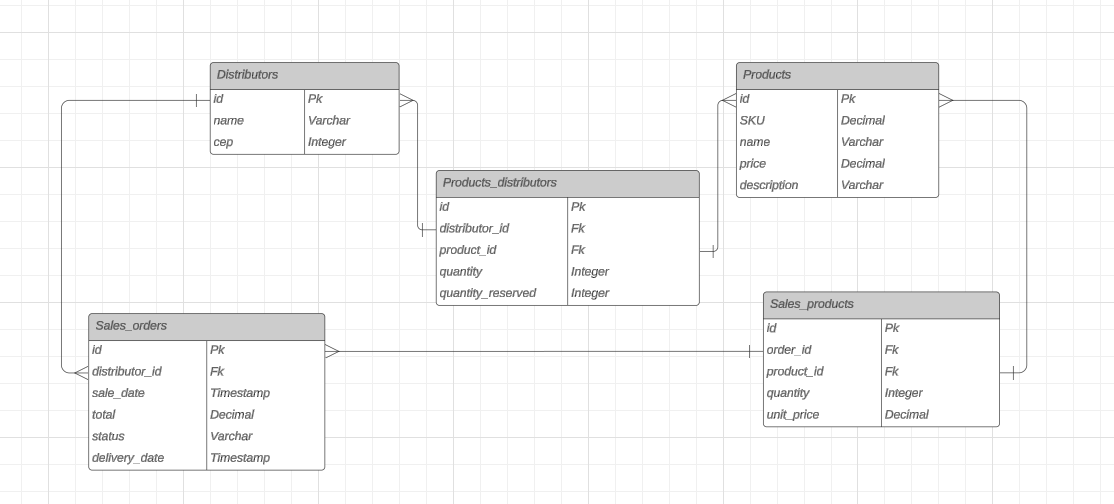 Distributors
id Pk
name Varchar
cep Integer
Products
id Pk
SKU Decimal
name Varchar
price Decimal
description Varchar
Products_distributors
id Pk
distributor_id Fk
product_id Fk
quantity Integer
quantity_reserved Integer
Sales_products
id Pk
order_id Fk
product_id Fk
quantity Integer
unit_price Decimal
Sales_orders
id Pk
distributor_id Fk
sale_date Timestamp
total Decimal
status Varchar
delivery_date Timestamp